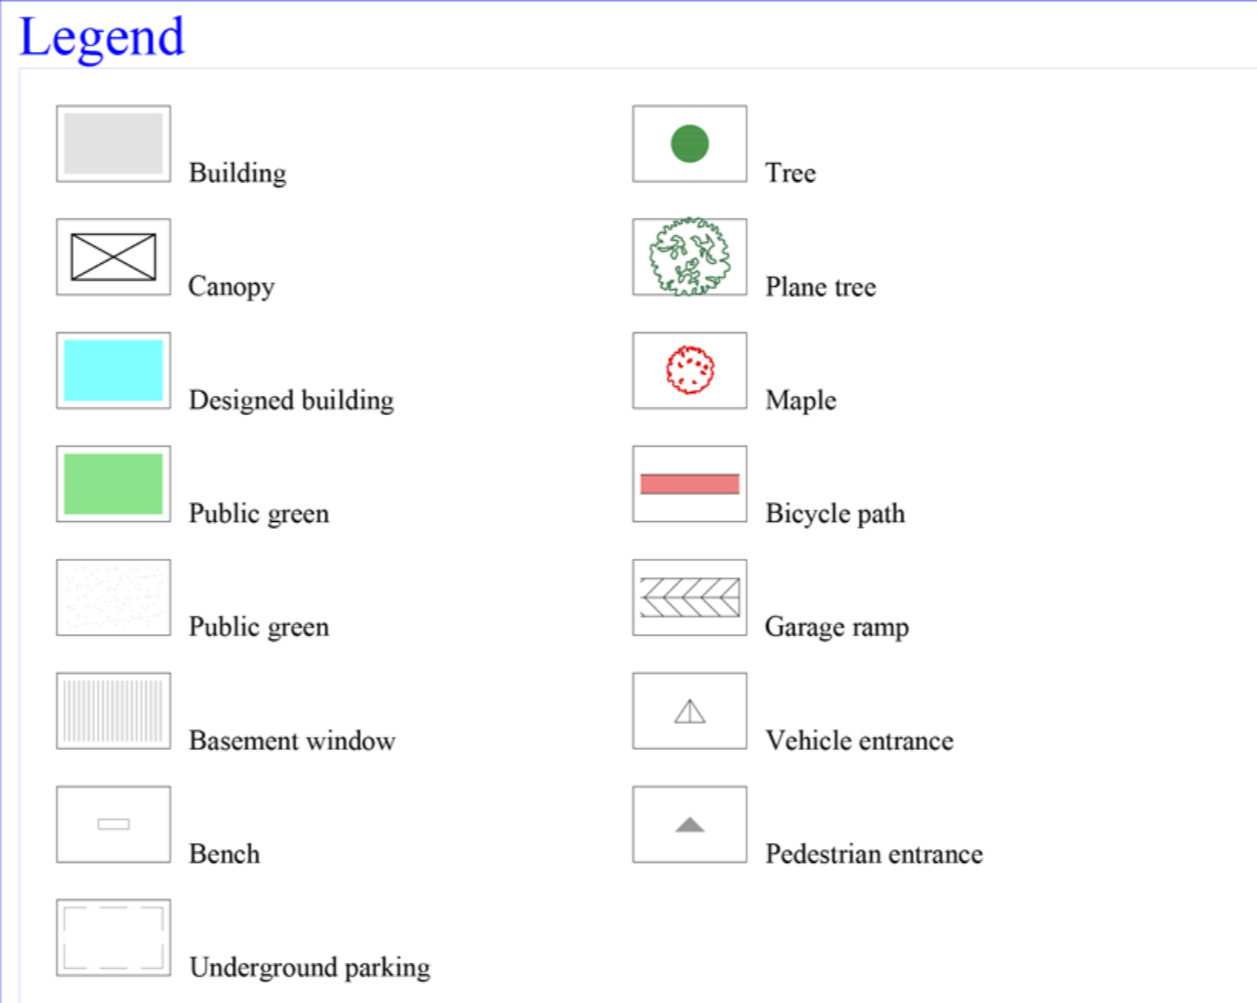 Legend
Building
Canopy
Designed building
Public green
Public green
Basement window
Bench
Underground parking
Tree
Plane tree
Maple
Bicycle path
Garage ramp
Vehicle entrance
Pedestrian entrance